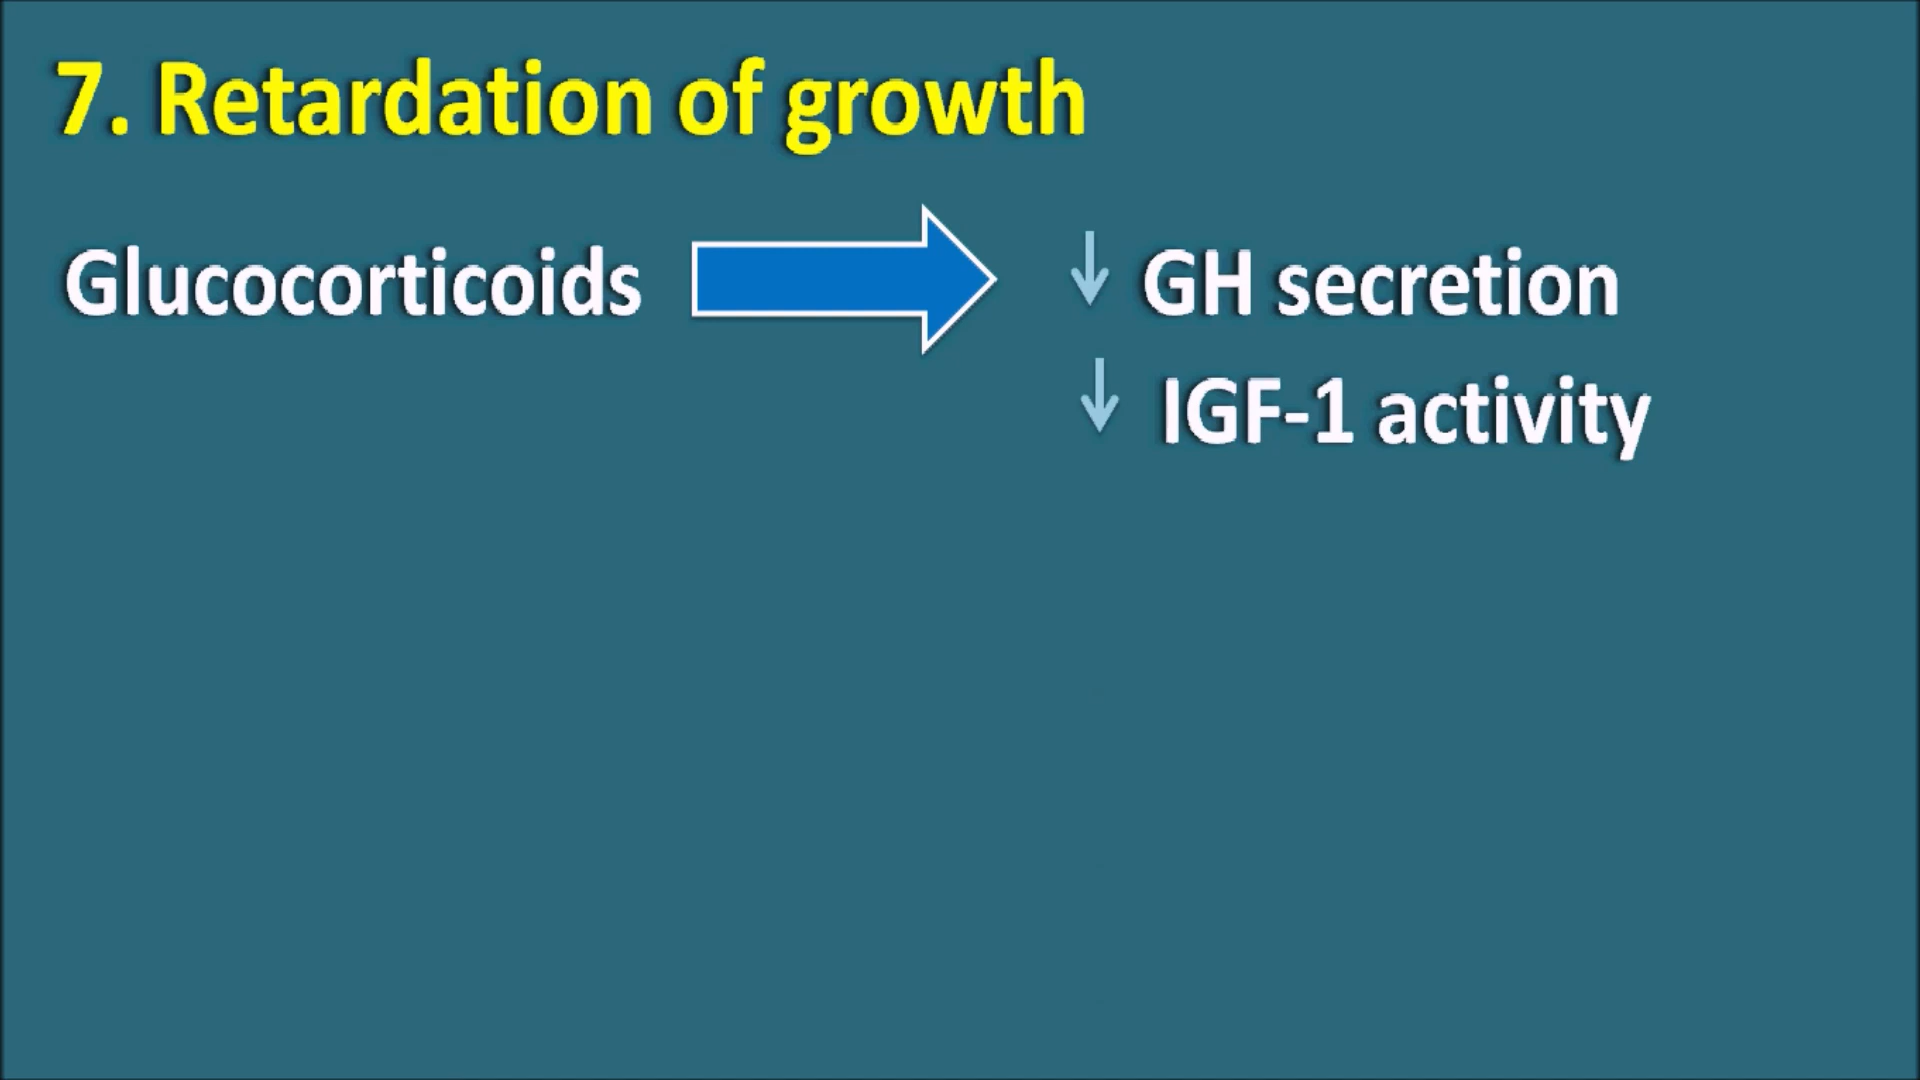 7. Retardation of growth
Glucocorticoids ↓ GH secretion
↓ IGF-1 activity